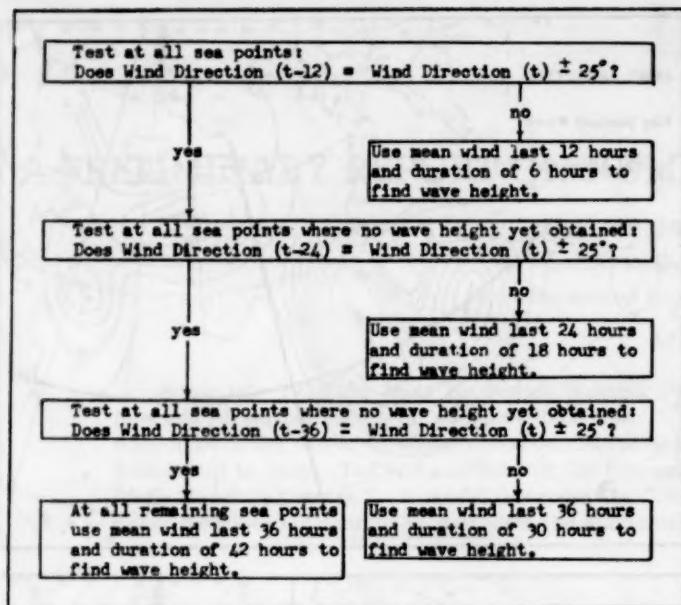 Test at all sea points:
Does Wind Direction (t-12) = Wind Direction (t) ± 25°?
no
yes
Use mean wind last 12 hours
and duration of 6 hours to
find wave height.
Test at all sea points where no wave height yet obtained:
Does Wind Direction (t-24) = Wind Direction (t) ± 25°?
no
yes
Use mean wind last 24 hours
and duration of 18 hours to
find wave height.
Test at all sea points where no wave height yet obtained:
Does Wind Direction (t-36) = Wind Direction (t) ± 25°?
yes
no
At all remaining sea points
use mean wind last 36 hours
and duration of 42 hours to
find wave height.
Use mean wind last 36 hours
and duration of 30 hours to
find wave height.